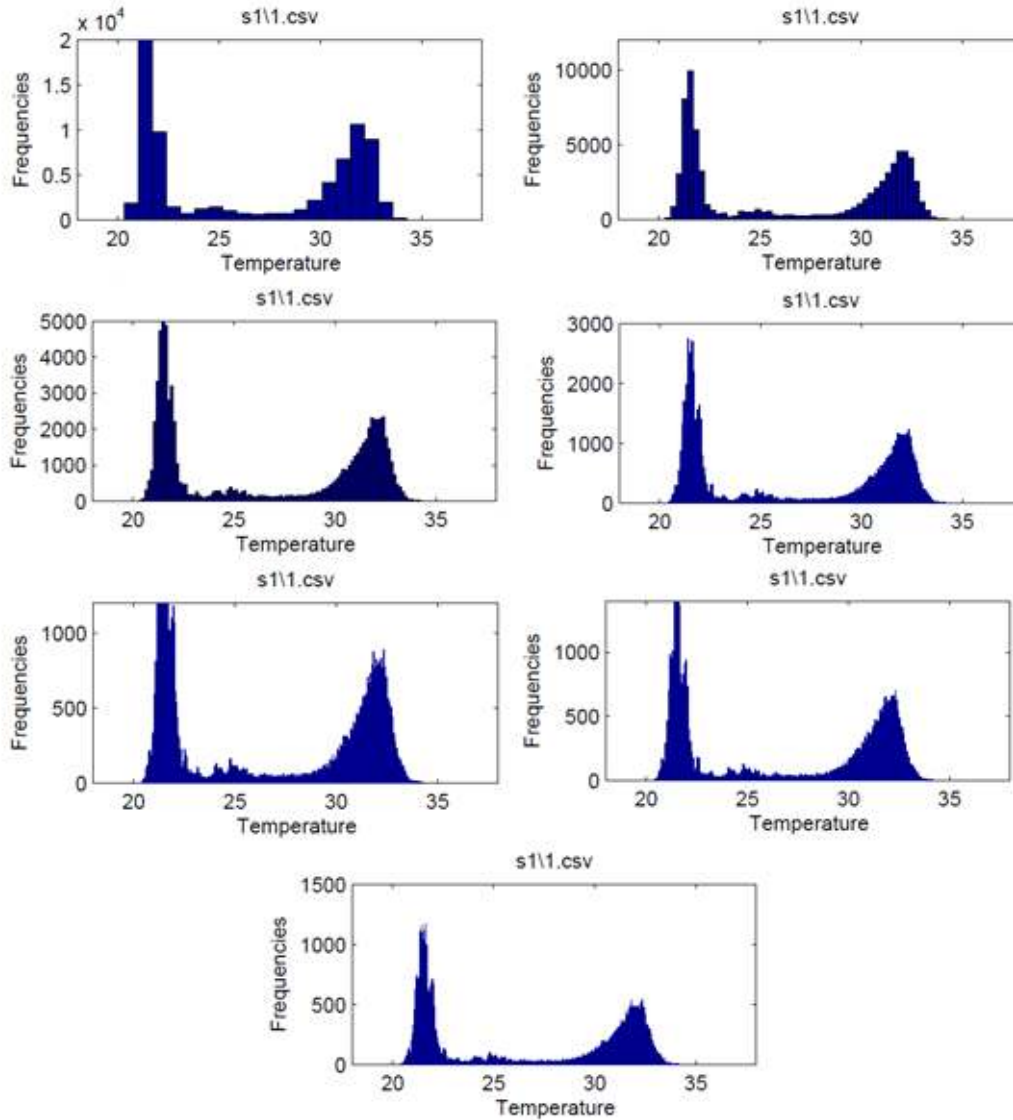 s1\1.csv
x 10^4
2
1.5
1
0.5
0
Frequencies
20 25 30 35
Temperature
s1\1.csv
10000
5000
0
Frequencies
20 25 30 35
Temperature
s1\1.csv
5000
4000
3000
2000
1000
0
Frequencies
20 25 30 35
Temperature
s1\1.csv
3000
2000
1000
0
Frequencies
20 25 30 35
Temperature
s1\1.csv
1000
500
0
Frequencies
20 25 30 35
Temperature
s1\1.csv
1000
500
0
Frequencies
20 25 30 35
Temperature
s1\1.csv
1500
1000
500
0
Frequencies
20 25 30 35
Temperature